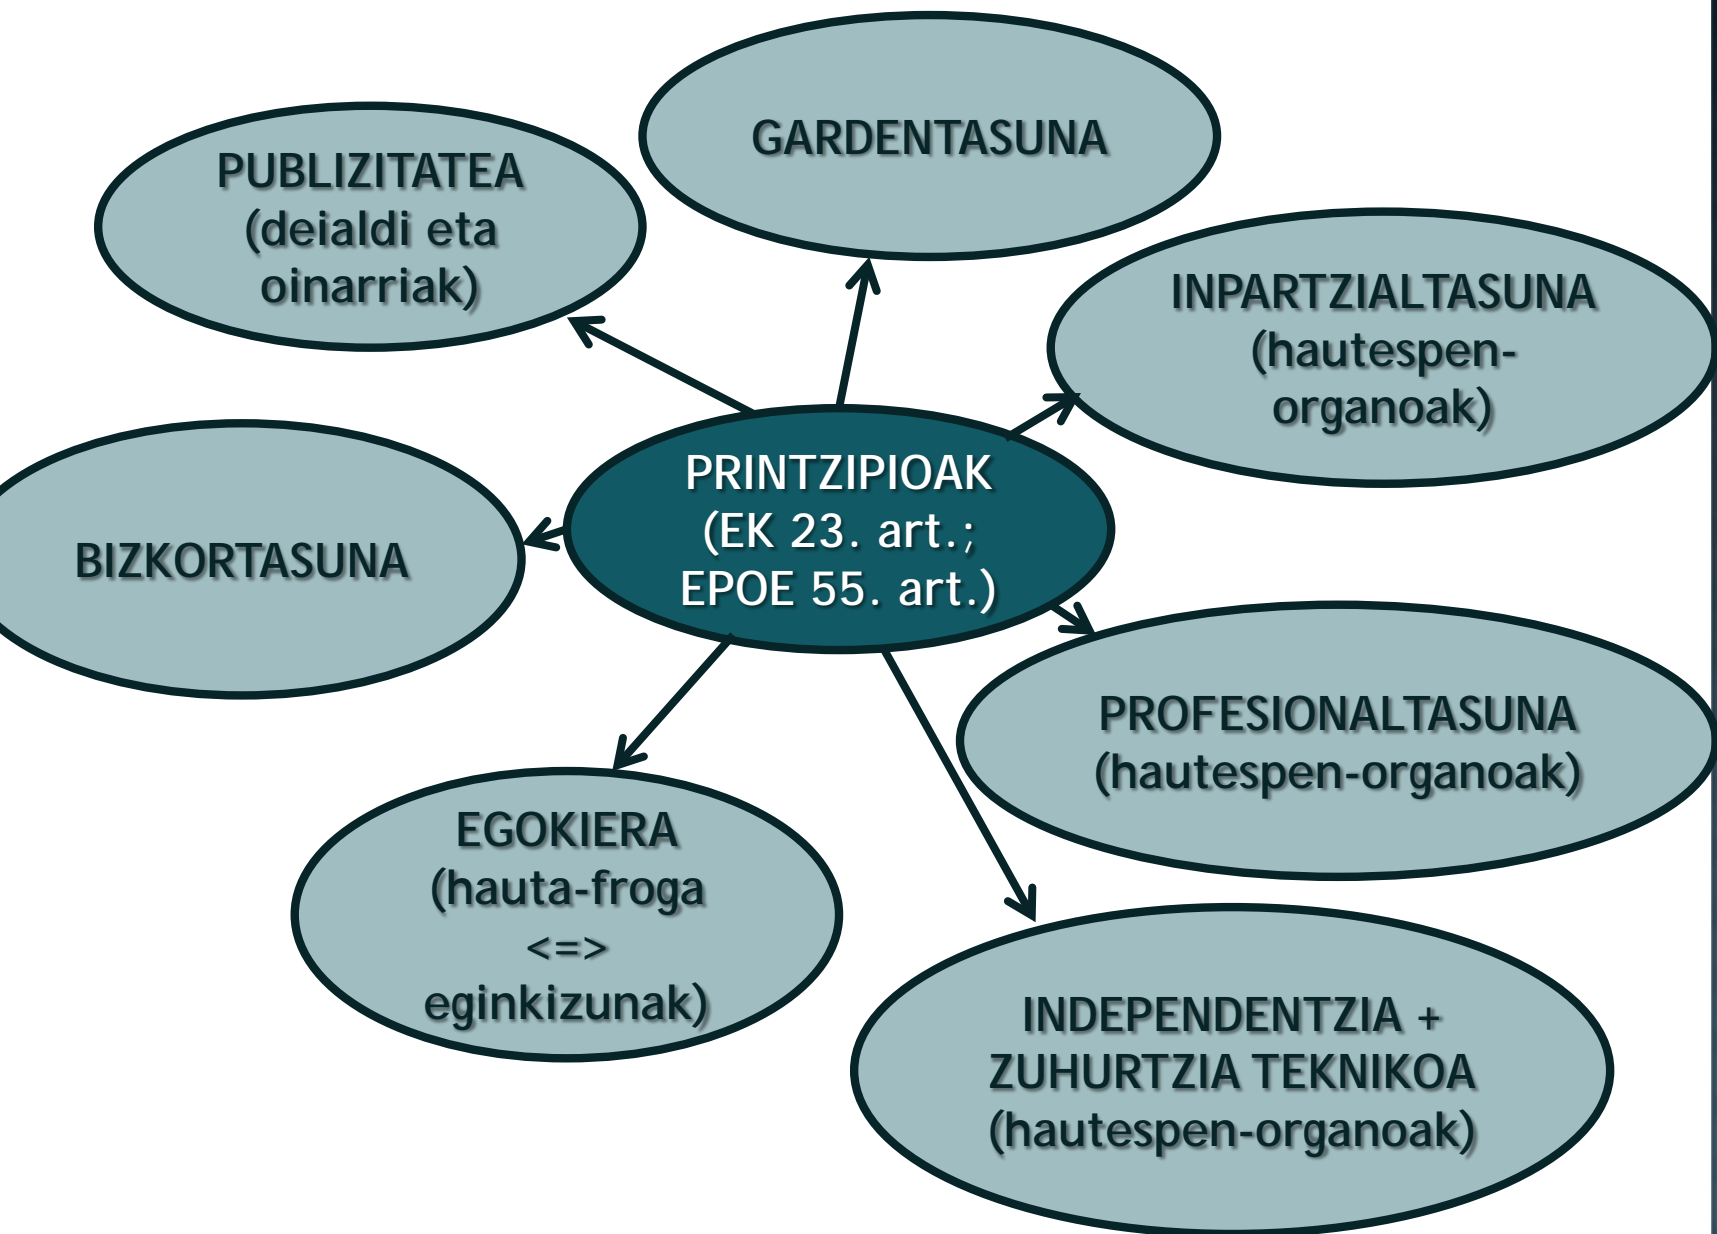 GARDENTASUNA
PUBLIZITATEA
(deialdi eta
oinarriak)
INPARTZIALTASUNA
(hautespen-
organoak)
PRINTZIPIOAK
(EK 23. art.;
EPOE 55. art.)
BIZKORTASUNA
PROFESIONALTASUNA
(hautespen-organoak)
EGOKIERA
(hauta-froga
<=>
eginkizunak)
INDEPENDENTZIA +
ZUHURTZIA TEKNIKOA
(hautespen-organoak)